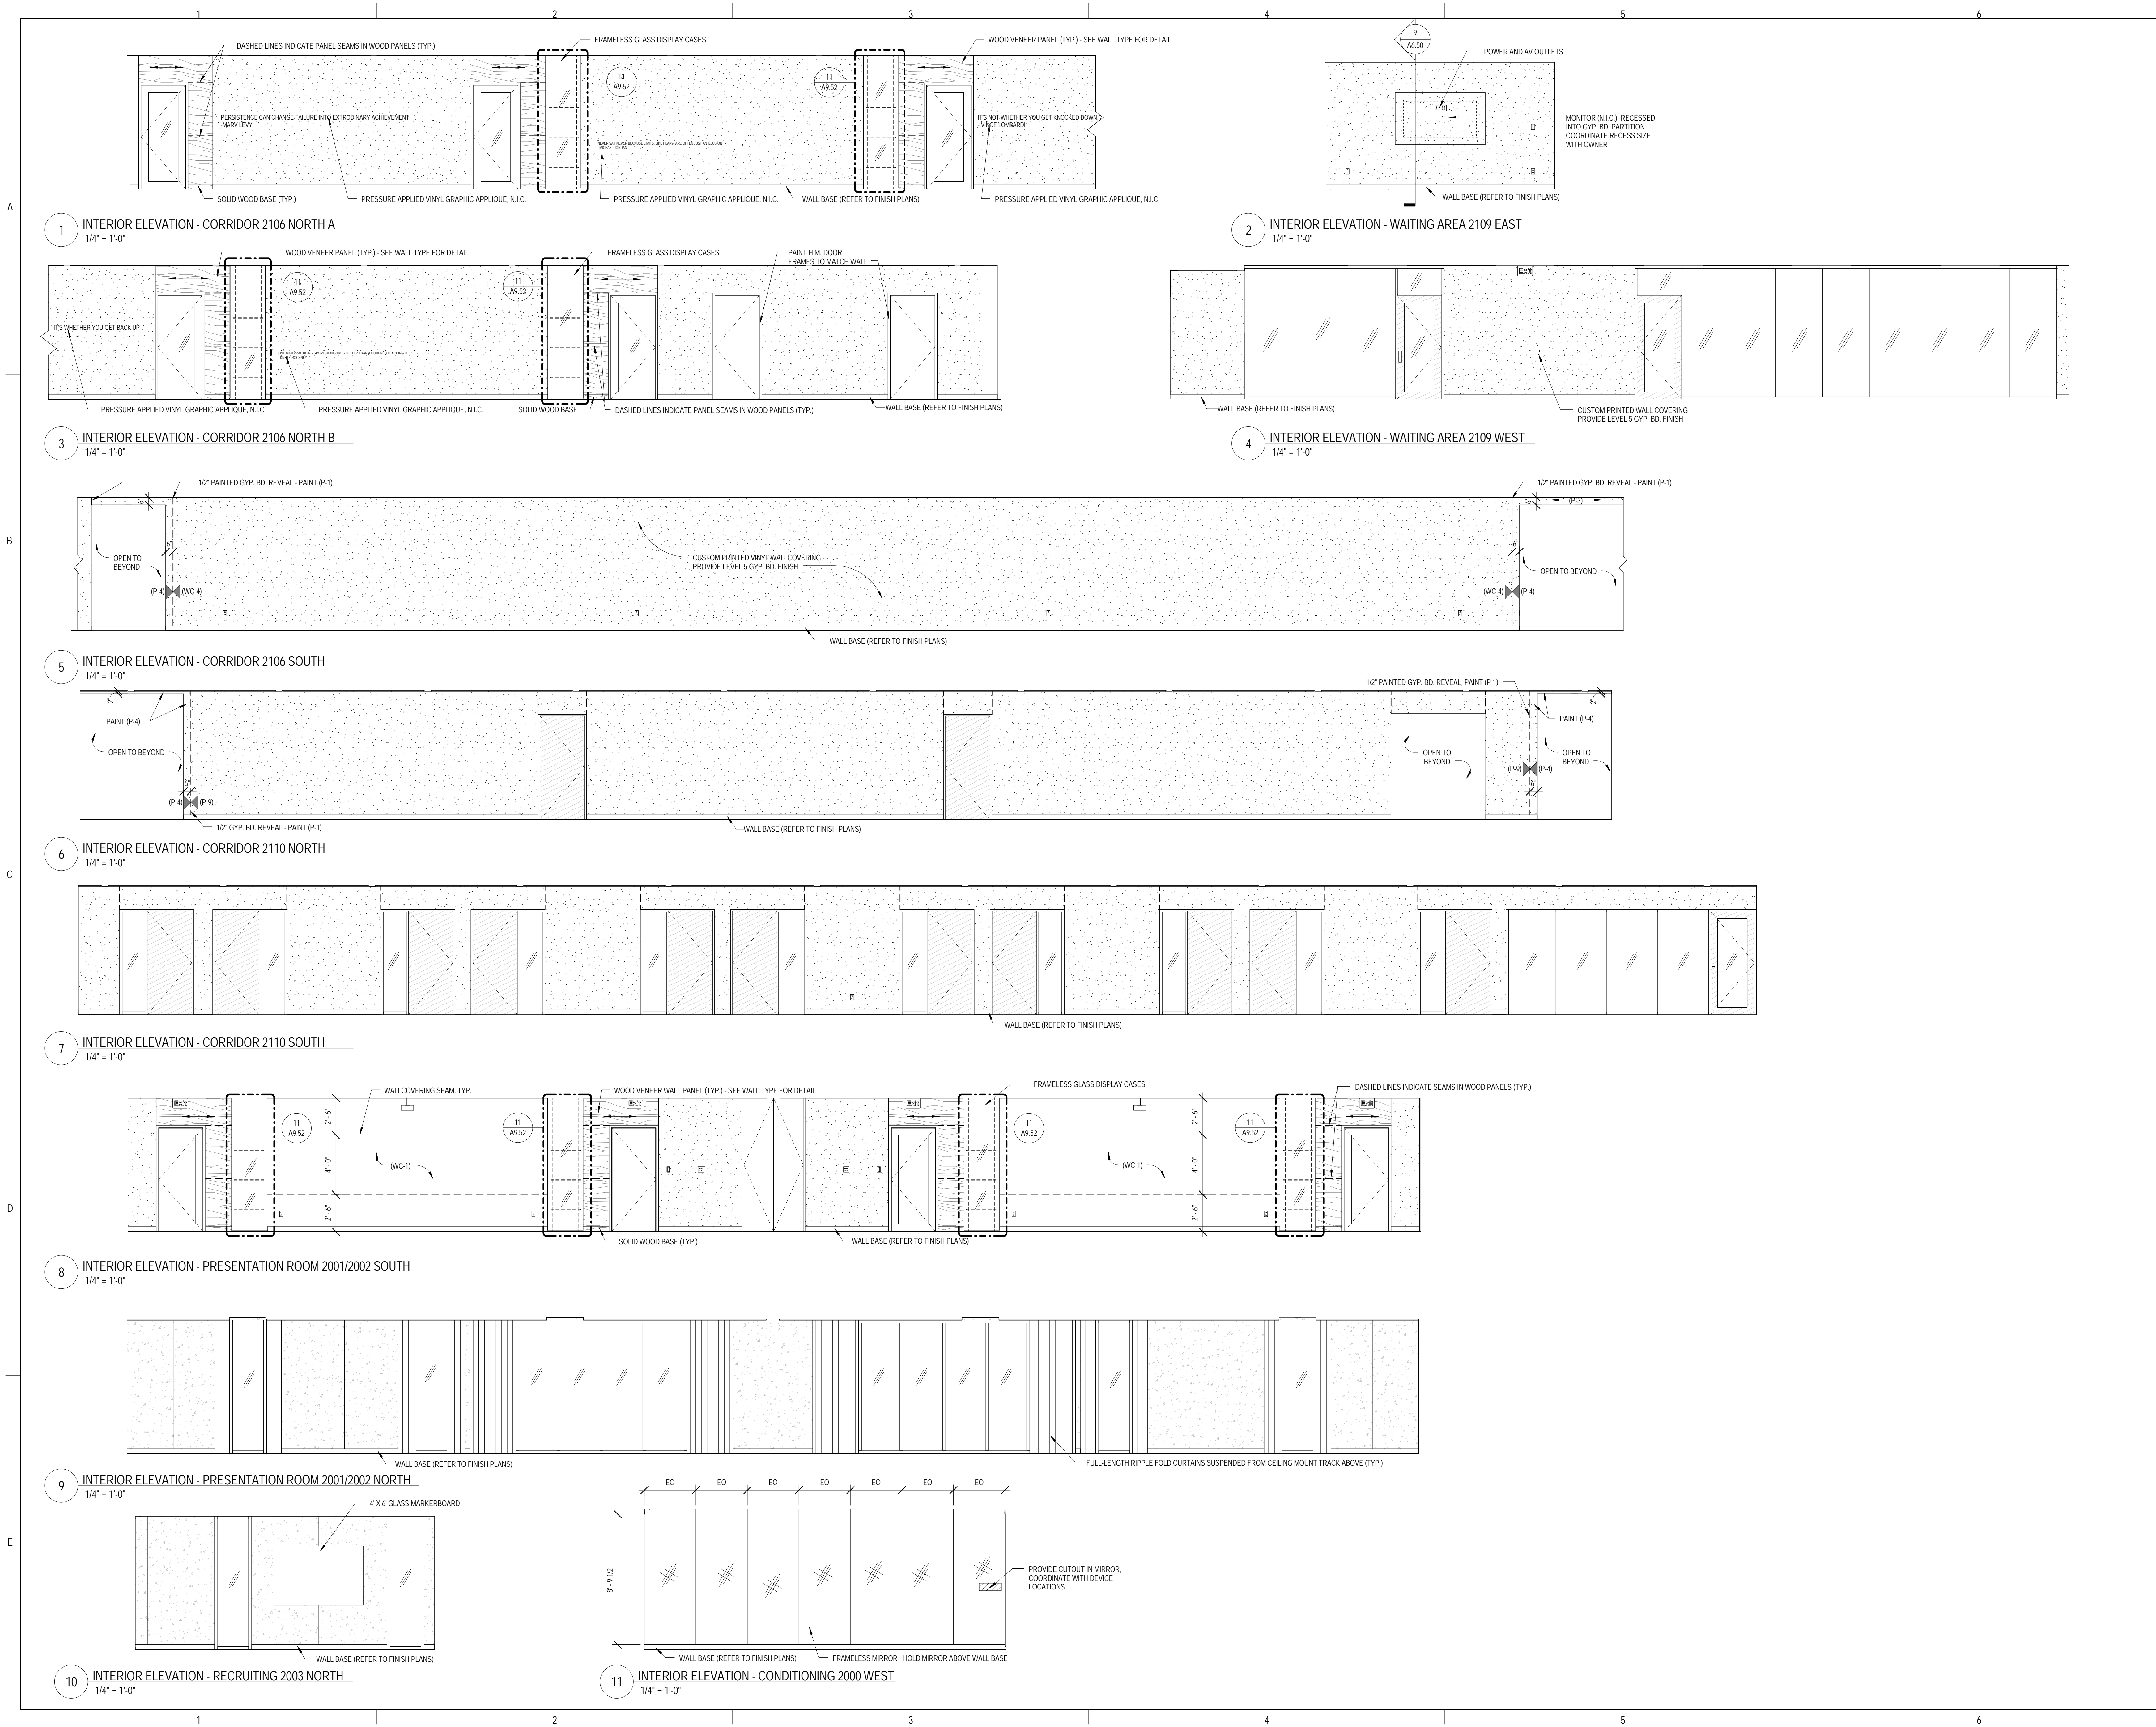 1 2 3 4 5 6
DASHED LINES INDICATE PANEL SEAMS IN WOOD PANELS (TYP.)
FRAMELESS GLASS DISPLAY CASES
WOOD VENEER PANEL (TYP.) - SEE WALL TYPE FOR DETAIL
11
A9.52
11
A9.52
PERSISTENCE CAN CHANGE FAILURE INTO EXTRODINARY ACHIEVEMENT
-MARV LEVY
NEVER SAY NEVER BECAUSE LIMITS, LIKE FEARS, ARE OFTEN JUST AN ILLUSION
- MICHAEL JORDAN
IT'S NOT WHETHER YOU GET KNOCKED DOWN,
- VINCE LOMBARDI
SOLID WOOD BASE (TYP.)
PRESSURE APPLIED VINYL GRAPHIC APPLIQUE, N.I.C.
PRESSURE APPLIED VINYL GRAPHIC APPLIQUE, N.I.C.
WALL BASE (REFER TO FINISH PLANS)
PRESSURE APPLIED VINYL GRAPHIC APPLIQUE, N.I.C.
1 INTERIOR ELEVATION - CORRIDOR 2106 NORTH A
1/4" = 1'-0"
9
A6.50
POWER AND AV OUTLETS
MONITOR (N.I.C.), RECESSED
INTO GYP. BD. PARTITION.
COORDINATE RECESS SIZE
WITH OWNER
WALL BASE (REFER TO FINISH PLANS)
2 INTERIOR ELEVATION - WAITING AREA 2109 EAST
1/4" = 1'-0"
A
WOOD VENEER PANEL (TYP.) - SEE WALL TYPE FOR DETAIL
FRAMELESS GLASS DISPLAY CASES
PAINT H.M. DOOR
FRAMES TO MATCH WALL
11
A9.52
11
A9.52
IT'S WHETHER YOU GET BACK UP
PRESSURE APPLIED VINYL GRAPHIC APPLIQUE, N.I.C.
PRESSURE APPLIED VINYL GRAPHIC APPLIQUE, N.I.C.
SOLID WOOD BASE
DASHED LINES INDICATE PANEL SEAMS IN WOOD PANELS (TYP.)
WALL BASE (REFER TO FINISH PLANS)
3 INTERIOR ELEVATION - CORRIDOR 2106 NORTH B
1/4" = 1'-0"
WALL BASE (REFER TO FINISH PLANS)
CUSTOM PRINTED WALL COVERING -
PROVIDE LEVEL 5 GYP. BD. FINISH
4 INTERIOR ELEVATION - WAITING AREA 2109 WEST
1/4" = 1'-0"
1/2" PAINTED GYP. BD. REVEAL - PAINT (P-1)
1/2" PAINTED GYP. BD. REVEAL - PAINT (P-1)
6"
6"
(P-3)
B
OPEN TO
BEYOND
6"
CUSTOM PRINTED VINYL WALLCOVERING -
PROVIDE LEVEL 5 GYP. BD. FINISH
6"
OPEN TO BEYOND
(P-4) (WC-4)
(WC-4) (P-4)
WALL BASE (REFER TO FINISH PLANS)
5 INTERIOR ELEVATION - CORRIDOR 2106 SOUTH
1/4" = 1'-0"
1/2" PAINTED GYP. BD. REVEAL, PAINT (P-1)
2"
2"
PAINT (P-4)
PAINT (P-4)
OPEN TO BEYOND
OPEN TO
BEYOND
OPEN TO
BEYOND
(P-9) (P-4)
6"
6"
(P-4) (P-9)
1/2" GYP. BD. REVEAL - PAINT (P-1)
WALL BASE (REFER TO FINISH PLANS)
6 INTERIOR ELEVATION - CORRIDOR 2110 NORTH
1/4" = 1'-0"
C
WALL BASE (REFER TO FINISH PLANS)
7 INTERIOR ELEVATION - CORRIDOR 2110 SOUTH
1/4" = 1'-0"
WALLCOVERING SEAM, TYP.
WOOD VENEER WALL PANEL (TYP.) - SEE WALL TYPE FOR DETAIL
FRAMELESS GLASS DISPLAY CASES
DASHED LINES INDICATE SEAMS IN WOOD PANELS (TYP.)
11
A9.52
11
A9.52
11
A9.52
11
A9.52
2' - 6"
4' - 0"
2' - 6"
2' - 6"
4' - 0"
2' - 6"
(WC-1)
(WC-1)
D
SOLID WOOD BASE (TYP.)
WALL BASE (REFER TO FINISH PLANS)
8 INTERIOR ELEVATION - PRESENTATION ROOM 2001/2002 SOUTH
1/4" = 1'-0"
WALL BASE (REFER TO FINISH PLANS)
FULL-LENGTH RIPPLE FOLD CURTAINS SUSPENDED FROM CEILING MOUNT TRACK ABOVE (TYP.)
9 INTERIOR ELEVATION - PRESENTATION ROOM 2001/2002 NORTH
1/4" = 1'-0"
E
4' X 6' GLASS MARKERBOARD
WALL BASE (REFER TO FINISH PLANS)
10 INTERIOR ELEVATION - RECRUITING 2003 NORTH
1/4" = 1'-0"
EQ EQ EQ EQ EQ EQ EQ
8' - 9 1/2"
PROVIDE CUTOUT IN MIRROR,
COORDINATE WITH DEVICE
LOCATIONS
WALL BASE (REFER TO FINISH PLANS)
FRAMELESS MIRROR - HOLD MIRROR ABOVE WALL BASE
11 INTERIOR ELEVATION - CONDITIONING 2000 WEST
1/4" = 1'-0"
1 2 3 4 5 6